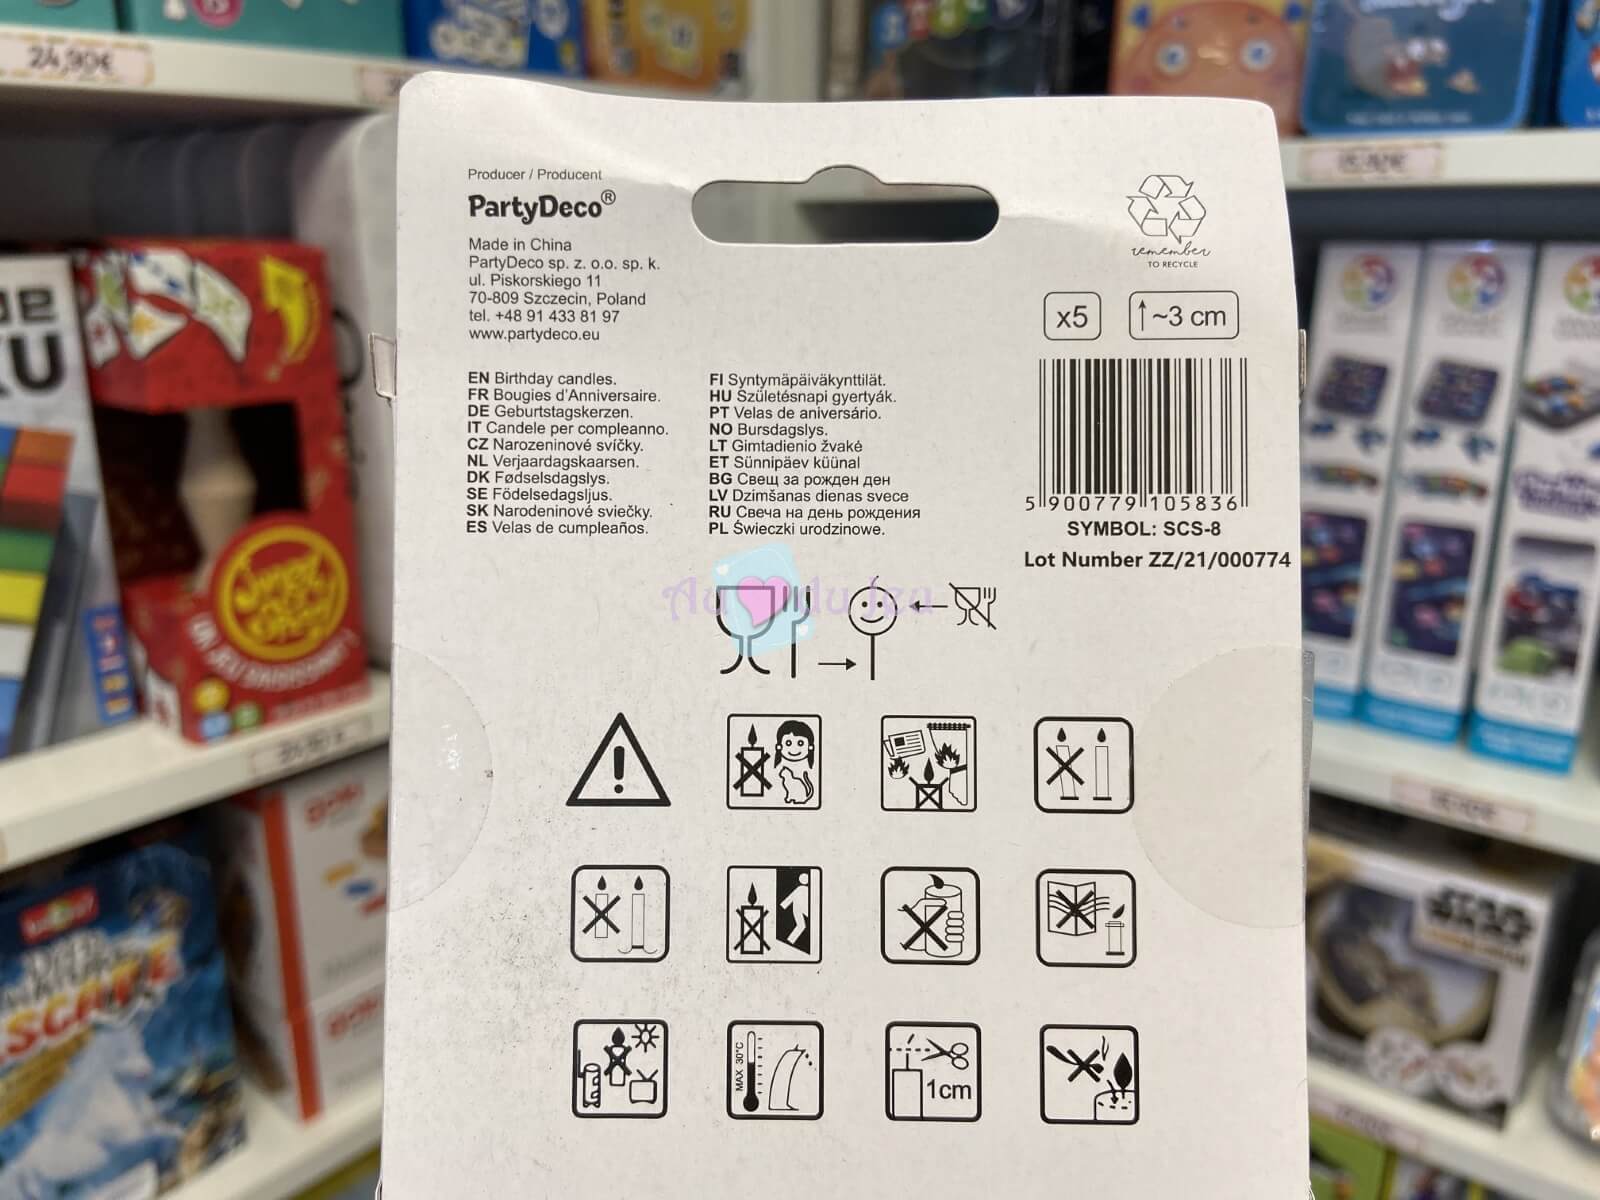 24,90€
Producer / Producent
PartyDeco®
Made in China
PartyDeco sp. z. o.o. sp. k.
ul. Piskorskiego 11
70-809 Szczecin, Poland
tel. +48 91 433 81 97
www.partydeco.eu
remember
TO RECYCLE
x5
~3 cm
EN Birthday candles.
FR Bougies d'Anniversaire.
DE Geburtstagskerzen.
IT Candele per compleanno.
CZ Narozeninové svíčky.
NL Verjaardagskaarsen.
DK Fødselsdagslys.
SE Födelsedagsljus.
SK Narodeninové sviečky.
ES Velas de cumpleaños.
FI Syntymäpäiväkynttilät.
HU Születésnapi gyertyák.
PT Velas de aniversário.
NO Bursdagslys.
LT Gimtadienio žvakė
ET Sünnipäev küünal
BG Свещ за рожден ден
LV Dzimšanas dienas svece
RU Свеча на день рождения
PL Świeczki urodzinowe.
5 900779 105836
SYMBOL: SCS-8
Lot Number ZZ/21/000774
Au du Jeu
MAX 30°C
1cm
STAR
WARS